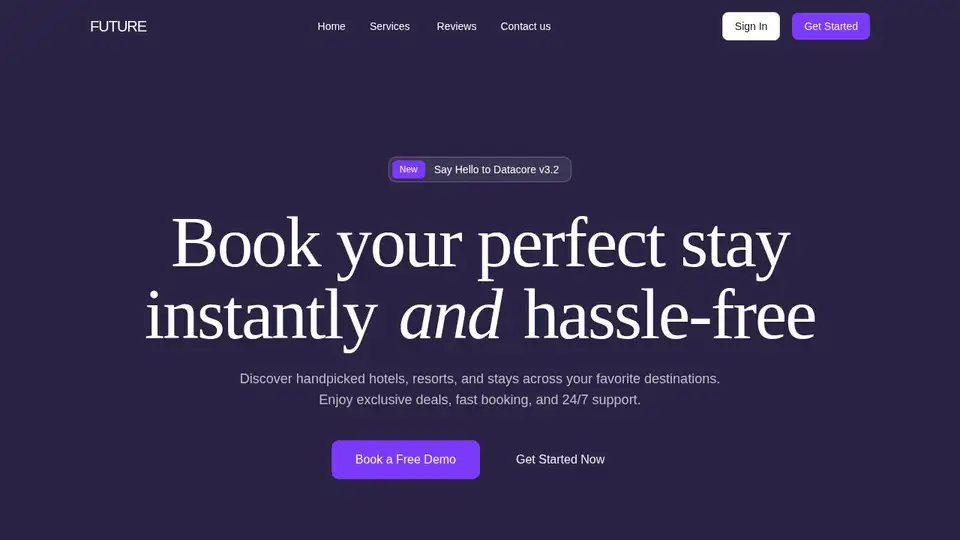 FUTURE
Home
Services
Reviews
Contact us
Sign In
Get Started
New
Say Hello to Datacore v3.2
Book your perfect stay
instantly and hassle-free
Discover handpicked hotels, resorts, and stays across your favorite destinations.
Enjoy exclusive deals, fast booking, and 24/7 support.
Book a Free Demo
Get Started Now